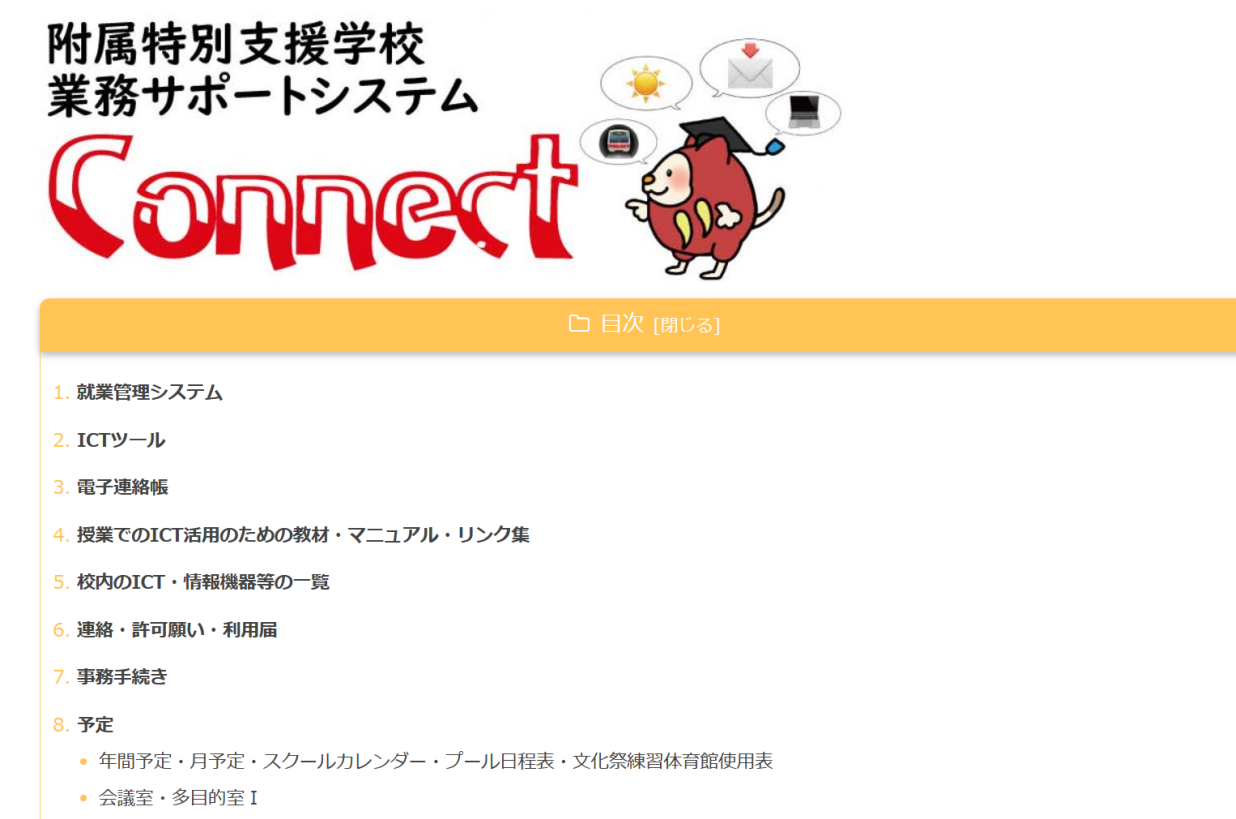 附属特別支援学校
業務サポートシステム
Connect
目次 [閉じる]
1. 就業管理システム
2. ICTツール
3. 電子連絡帳
4. 授業でのICT活用のための教材・マニュアル・リンク集
5. 校内のICT・情報機器等の一覧
6. 連絡・許可願い・利用届
7. 事務手続き
8. 予定
• 年間予定・月予定・スクールカレンダー・プール日程表・文化祭練習体育館使用表
• 会議室・多目的室Ⅰ